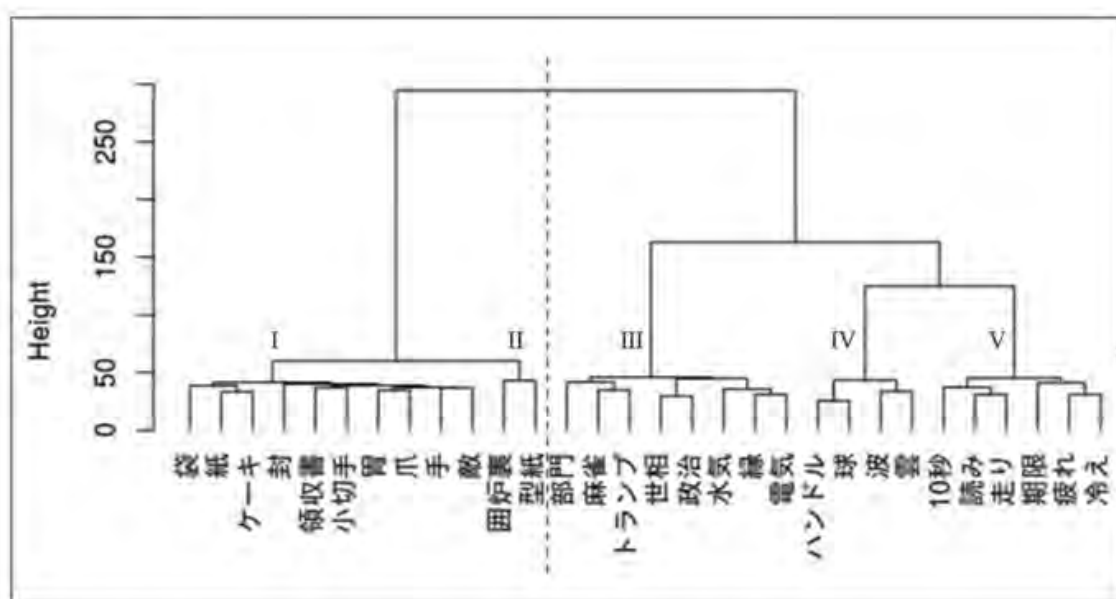 Height
250
150
50
0
I
II
III
IV
V
袋
紙
ケーキ
封
領収書
小切手
胃
爪
手
敵
囲炉裏
型紙
部門
麻雀
トランプ
世相
政治
水気
縁
電気
ハンドル
球
波
雲
10秒
読み
走り
期限
疲れ
冷え